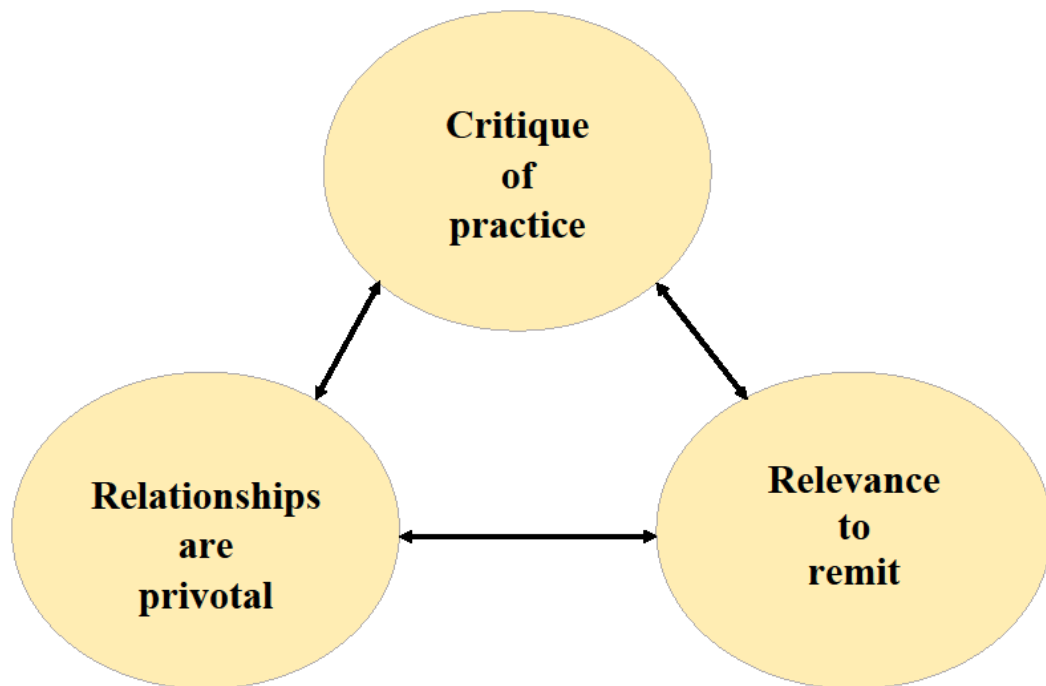 Critique
of
practice
Relationships
are
privotal
Relevance
to
remit